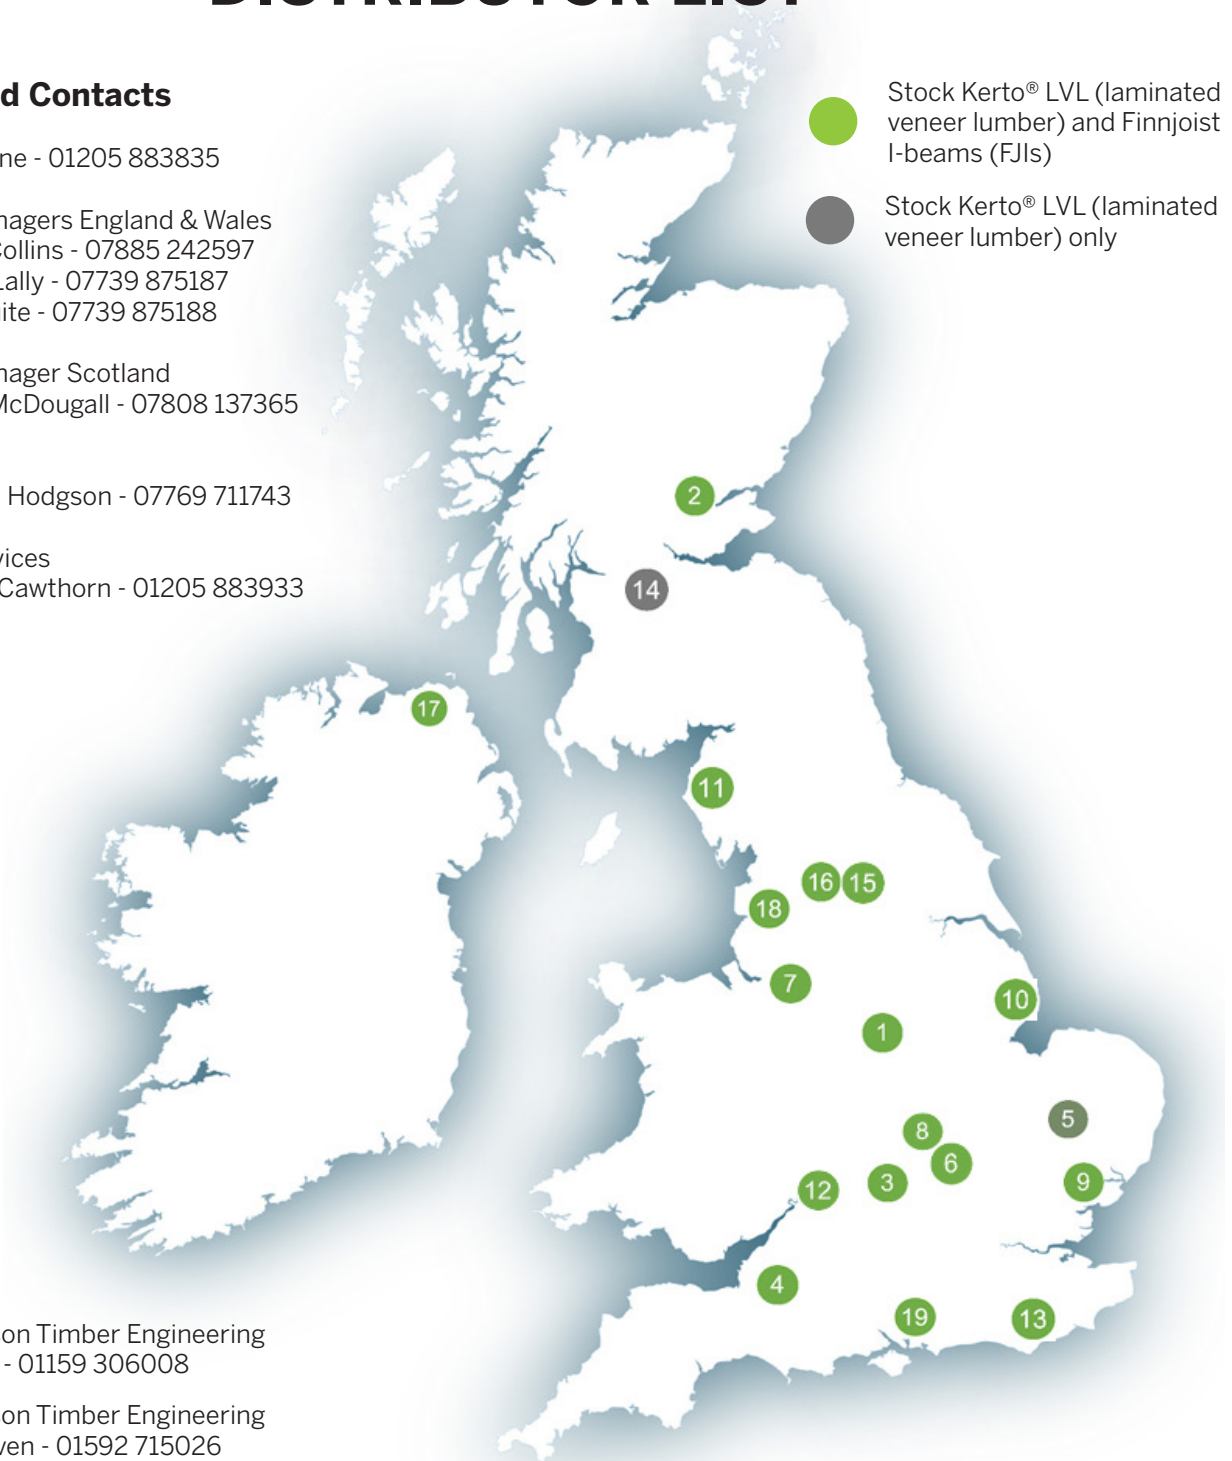 DISTRIBUTOR LIST
d Contacts
ne - 01205 883835
nagers England & Wales
Collins - 07885 242597
Lally - 07739 875187
ite - 07739 875188
nager Scotland
McDougall - 07808 137365
Hodgson - 07769 711743
vices
Cawthorn - 01205 883933
Stock Kerto® LVL (laminated
veneer lumber) and Finnjoist
I-beams (FJIs)
Stock Kerto® LVL (laminated
veneer lumber) only
2
14
17
11
16
15
18
7
10
1
5
8
6
3
9
12
4
19
13
on Timber Engineering
- 01159 306008
on Timber Engineering
ven - 01592 715026